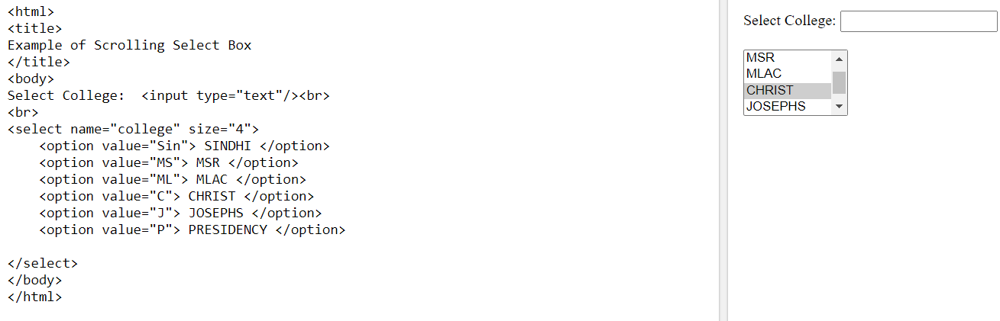 <html>
<title>
Example of Scrolling Select Box
</title>
<body>
Select College:  <input type="text"/><br>
<br>
<select name="college" size="4">
    <option value="Sin"> SINDHI </option>
    <option value="MS"> MSR </option>
    <option value="ML"> MLAC </option>
    <option value="C"> CHRIST </option>
    <option value="J"> JOSEPHS </option>
    <option value="P"> PRESIDENCY </option>
</select>
</body>
</html>
Select College:
MSR
MLAC
CHRIST
JOSEPHS